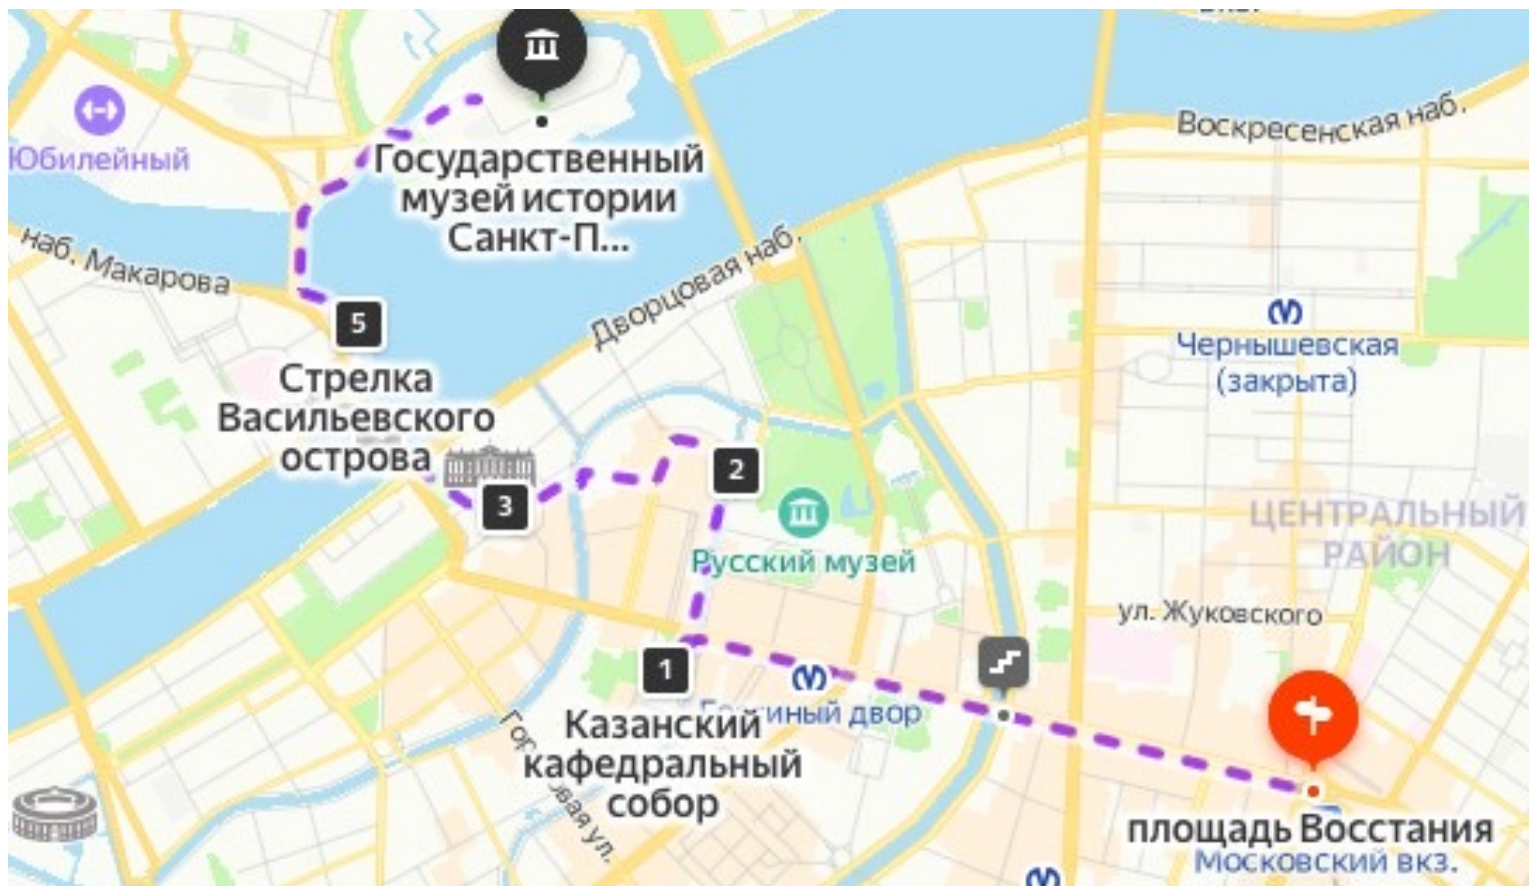 Воскресенская наб.
Юбилейный
Государственный
музей истории
Санкт-П...
наб. Макарова
Дворцовая наб.
5
Чернышевская
(закрыта)
Стрелка
Васильевского
острова
2
3
ЦЕНТРАЛЬНЫЙ
РАЙОН
Русский музей
ул. Жуковского
1
двор
Казанский
кафедральный
собор
площадь Восстания
Московский вкз.